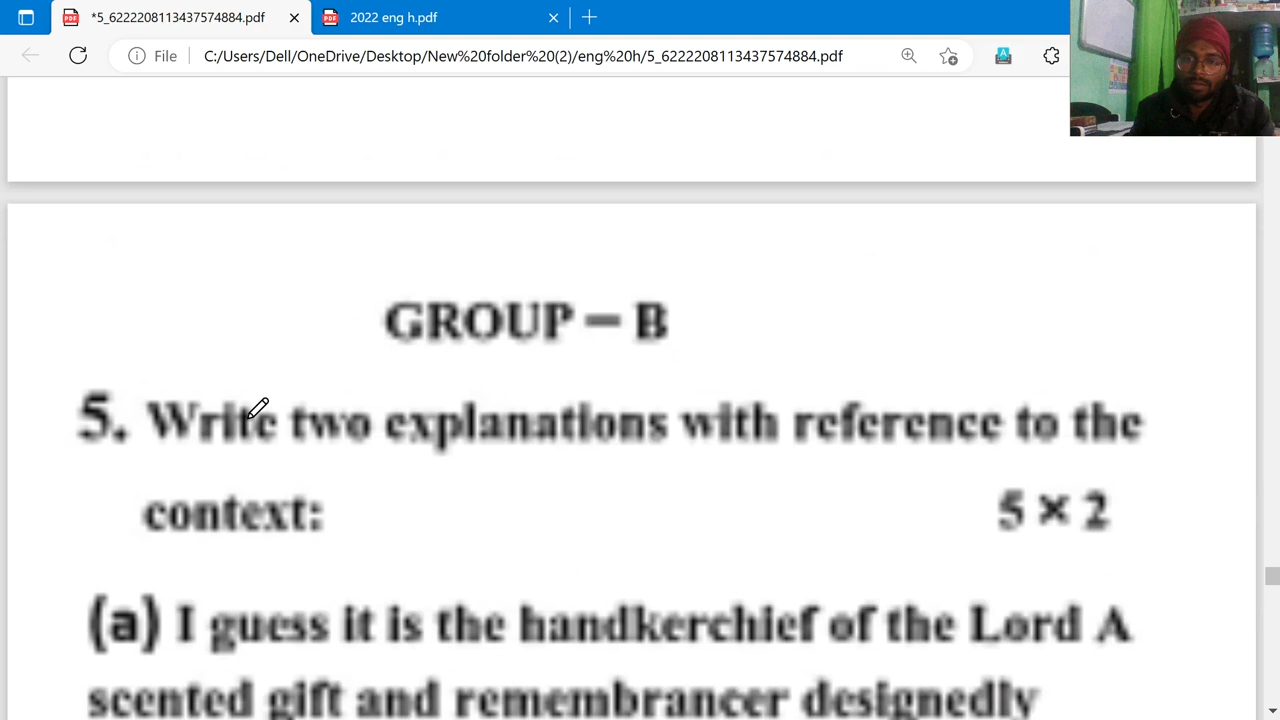 *5_6222208113437574884.pdf
2022 eng h.pdf
File
C:/Users/Dell/OneDrive/Desktop/New%20folder%20(2)/eng%20h/5_6222208113437574884.pdf
GROUP – B
5. Write two explanations with reference to the
context: 5 × 2
(a) I guess it is the handkerchief of the Lord A
scented gift and remembrancer designedly